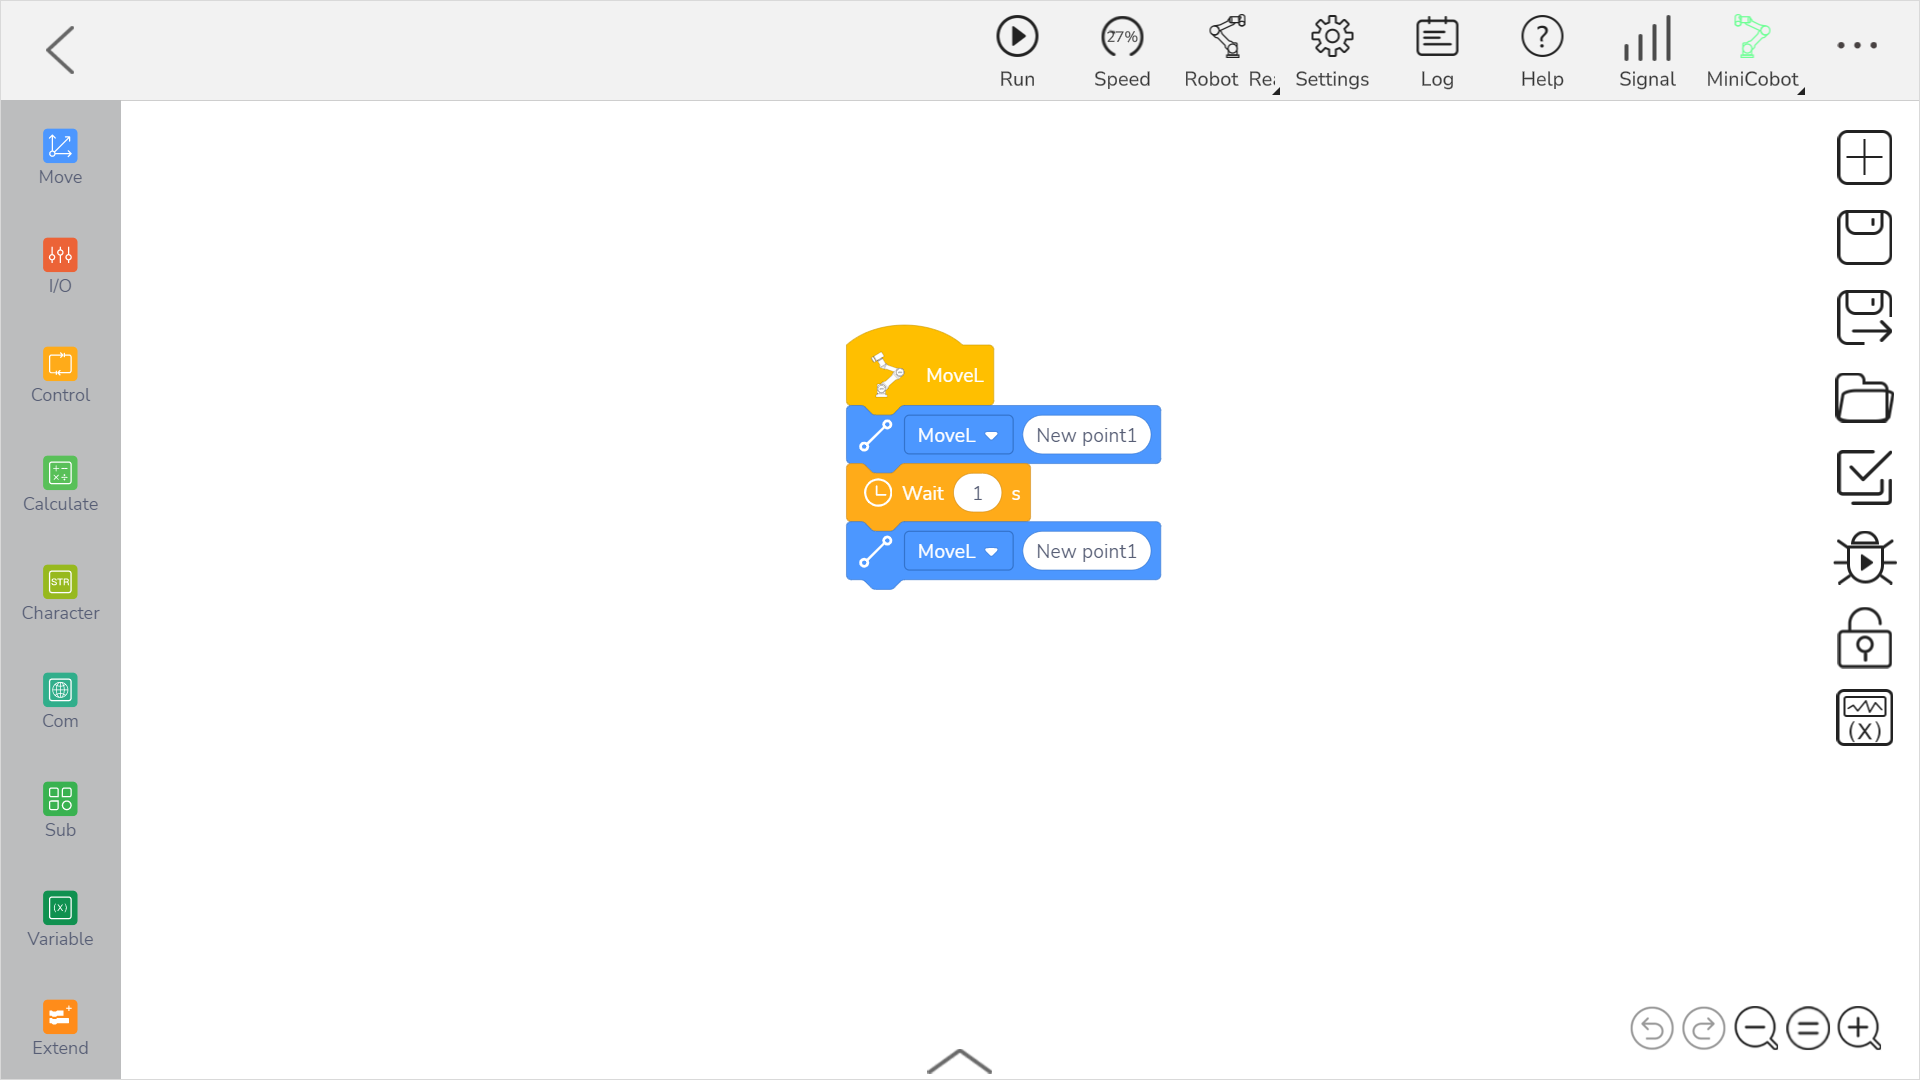 Run
27%
Speed
Robot Re
Settings
Log
?
Help
Signal
MiniCobot
Move
I/O
Control
Calculate
STR
Character
Com
Sub
(X)
Variable
Extend
MoveL
MoveL New point1
Wait 1 s
MoveL New point1
(X)